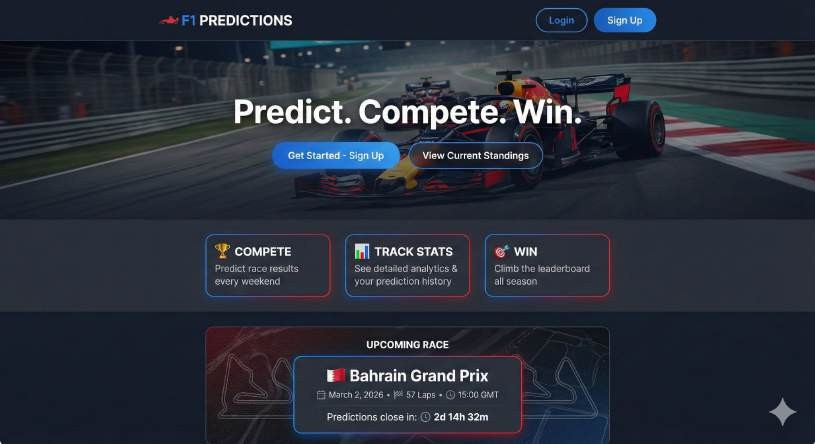 F1 PREDICTIONS
Login
Sign Up
Predict. Compete. Win.
Get Started - Sign Up
View Current Standings
COMPETE
Predict race results
every weekend
TRACK STATS
See detailed analytics &
your prediction history
WIN
Climb the leaderboard
all season
UPCOMING RACE
Bahrain Grand Prix
March 2, 2026 • 57 Laps • 15:00 GMT
Predictions close in: 2d 14h 32m